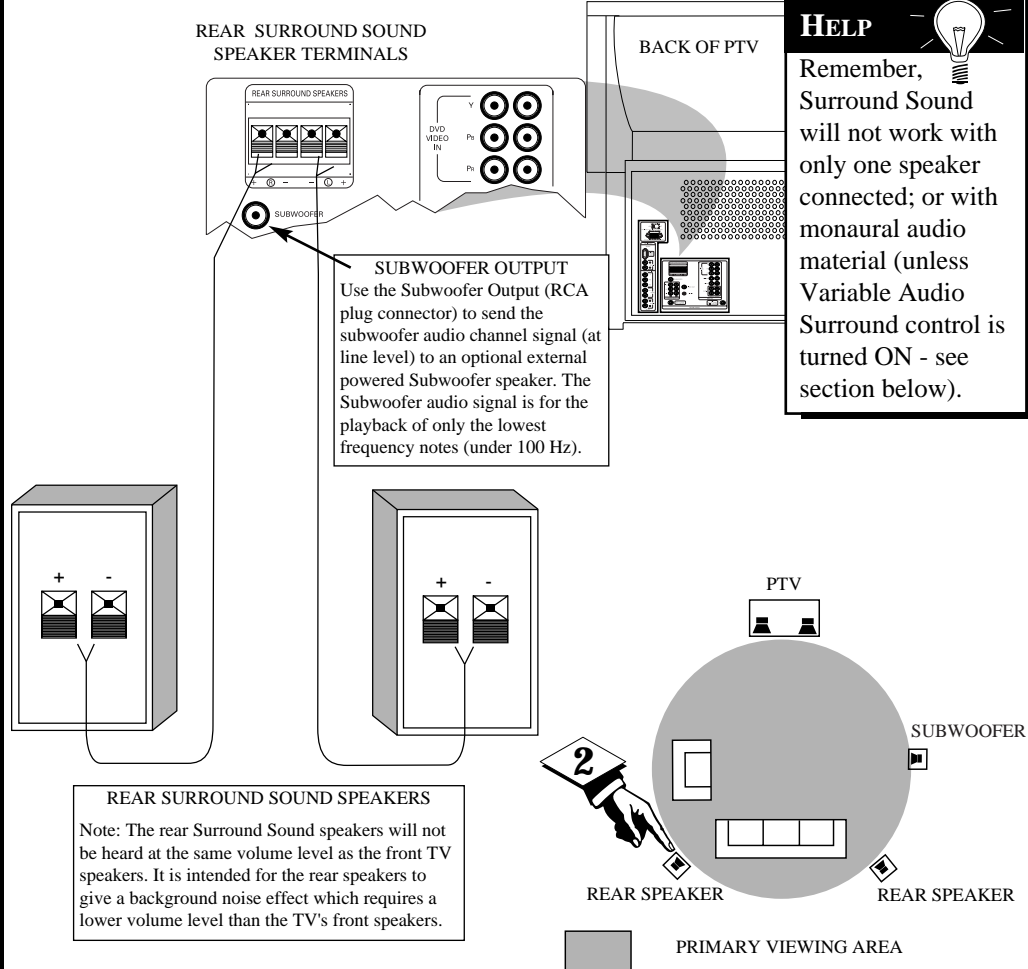 REAR SURROUND SOUND
SPEAKER TERMINALS
BACK OF PTV
HELP
Remember,
Surround Sound
will not work with
only one speaker
connected; or with
monaural audio
material (unless
Variable Audio
Surround control is
turned ON - see
section below).
REAR SURROUND SPEAKERS
+ R - - L +
DVD
VIDEO
IN
Y
PB
PR
SUBWOOFER
SUBWOOFER OUTPUT
Use the Subwoofer Output (RCA
plug connector) to send the
subwoofer audio channel signal (at
line level) to an optional external
powered Subwoofer speaker. The
Subwoofer audio signal is for the
playback of only the lowest
frequency notes (under 100 Hz).
+ -
+ -
REAR SURROUND SOUND SPEAKERS
Note: The rear Surround Sound speakers will not
be heard at the same volume level as the front TV
speakers. It is intended for the rear speakers to
give a background noise effect which requires a
lower volume level than the TV's front speakers.
PTV
SUBWOOFER
2
REAR SPEAKER
REAR SPEAKER
PRIMARY VIEWING AREA